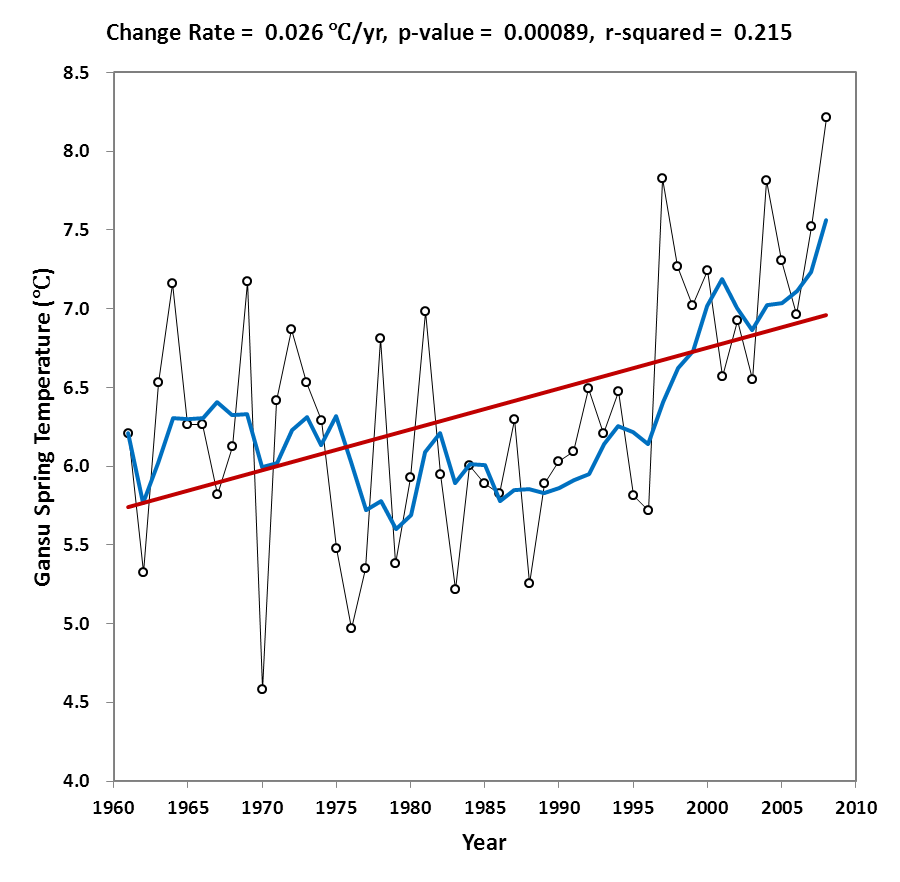 Change Rate = 0.026 ℃/yr, p-value = 0.00089, r-squared = 0.215
8.5
8.0
7.5
7.0
6.5
6.0
5.5
5.0
4.5
4.0
Gansu Spring Temperature (℃)
1960 1965 1970 1975 1980 1985 1990 1995 2000 2005 2010
Year